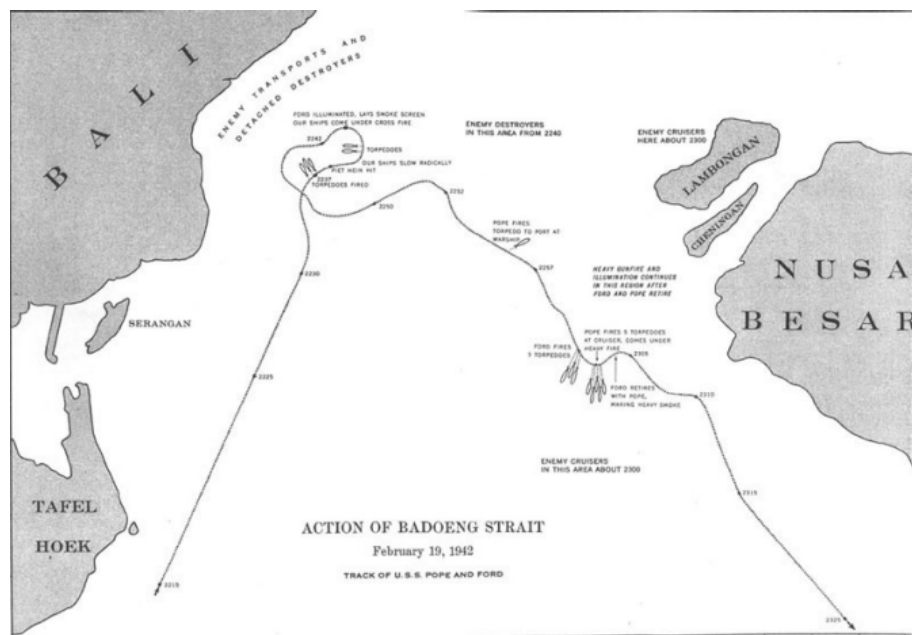 BALI
ENEMY TRANSPORTS AND
DETACHED DESTROYERS
FORD ILLUMINATED, LAYS SMOKE SCREEN
OUR SHIPS COME UNDER CROSS FIRE.
2242
TORPEDOES
OUR SHIPS SLOW RADICALLY
PIET HEIN HIT
2237
TORPEDOES FIRED
ENEMY DESTROYERS
IN THIS AREA FROM 2240
ENEMY CRUISERS
HERE ABOUT 2300
LAMBONGAN
CHENINGAN
2250
2252
POPE FIRES
TORPEDO TO PORT AT
WARSHIP
2257
2230
HEAVY GUNFIRE AND
ILLUMINATION CONTINUES
IN THIS REGION AFTER
FORD AND POPE RETIRE
NUSA
BESAR
SERANGAN
FORD FIRES
3 TORPEDOES
POPE FIRES 5 TORPEDOES
AT CRUISER, COMES UNDER
HEAVY FIRE
2305
2225
FORD RETIRES
WITH POPE,
MAKING HEAVY SMOKE
2310
ENEMY CRUISERS
IN THIS AREA ABOUT 2300
2315
TAFEL
HOEK
ACTION OF BADOENG STRAIT
February 19, 1942
TRACK OF U.S.S. POPE AND FORD
2215
2325